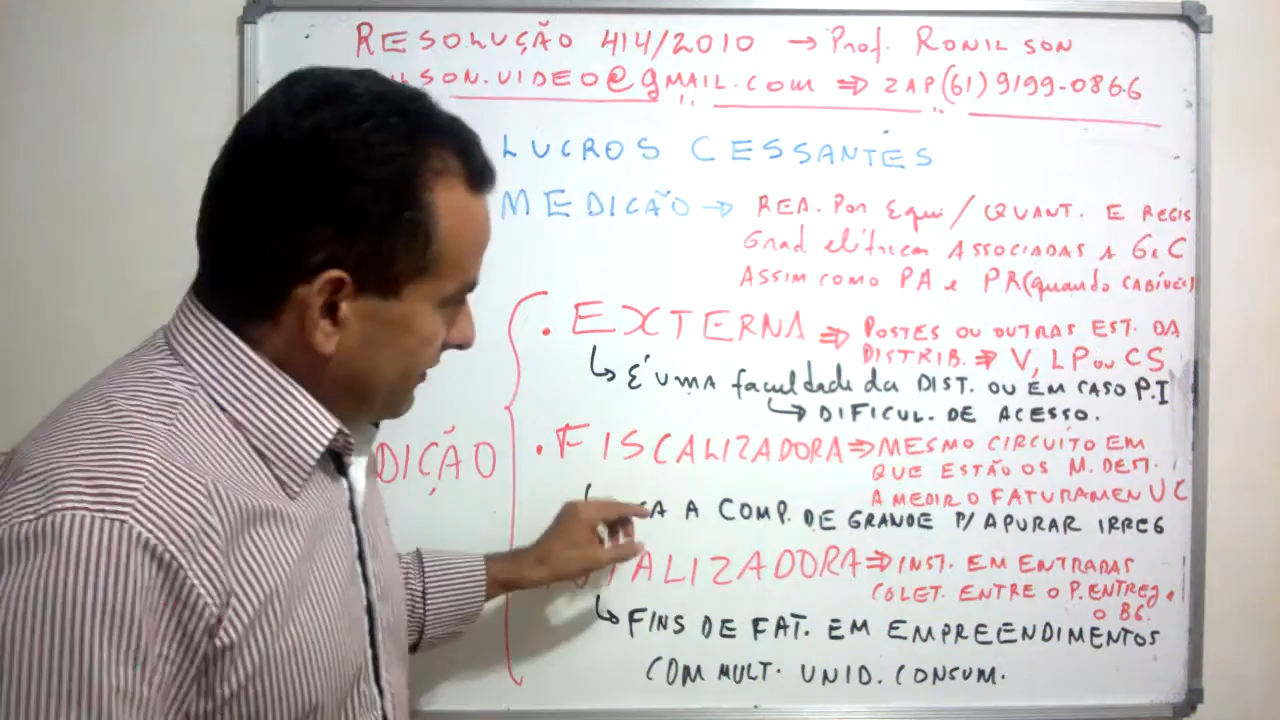 RESOLUÇÃO 414/2010 → Prof. RONILSON
ILSON.VIDEO@GMAIL.COM ⇒ ZAP (61) 9199-0866
LUCROS CESSANTES
MEDICÃO → REA. Por Equi / QUANT. E REGIS
Grad elétricas ASSOCIADAS A G e C
ASSIM COMO PA e PR (quando CABÍVEL)
• EXTERNA ⇒ POSTES OU OUTRAS EST. DA
DISTRIB. ⇒ V, LP ou CS
↳ É UMA faculdade da DIST. OU EM CASO P.I
↳ DIFICUL. DE ACESSO.
DIÇÃO
• FISCALIZADORA ⇒ MESMO CIRCUITO EM
QUE ESTÃO OS M. DEST.
A MEDIR O FATURAMEN UC
A COMP. DE GRANDE P/ APURAR IRREG
TALIZADORA ⇒ INST. EM ENTRADAS
COLET. ENTRE O P. ENTREG. e
O BG.
↳ FINS DE FAT. EM EMPREENDIMENTOS
COM MULT. UNID. CONSUM.